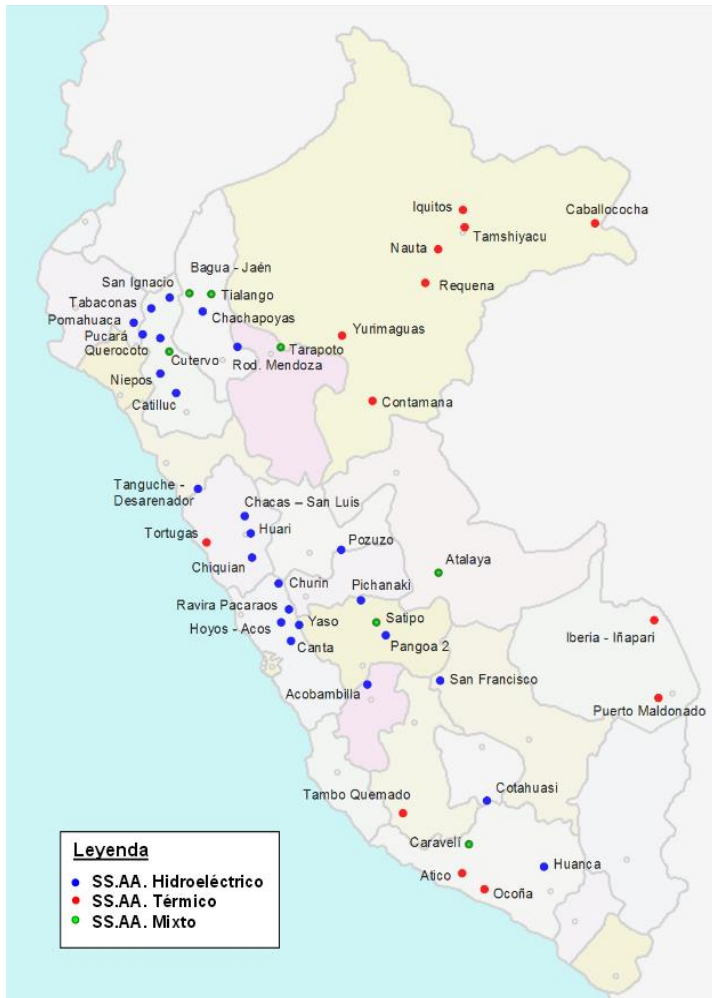 Iquitos
Caballococha
Tamshiyacu
Nauta
Bagua - Jaén
San Ignacio
Requena
Tabaconas
Tialango
Pomahuaca
Chachapoyas
Yurimaguas
Pucará
Querocoto
Cutervo
Tarapoto
Rod. Mendoza
Niepos
Catilluc
Contamana
Tanguche -
Desarenador
Chacas – San Luis
Tortugas
Huari
Pozuzo
Chiquian
Atalaya
Churin
Pichanaki
Ravira Pacaraos
Hoyos - Acos
Yaso
Satipo
Iberia - Iñapari
Canta
Pangoa 2
Acobambilla
San Francisco
Puerto Maldonado
Tambo Quemado
Cotahuasi
Caravelí
Huanca
Atico
Ocoña
Leyenda
SS.AA. Hidroeléctrico
SS.AA. Térmico
SS.AA. Mixto